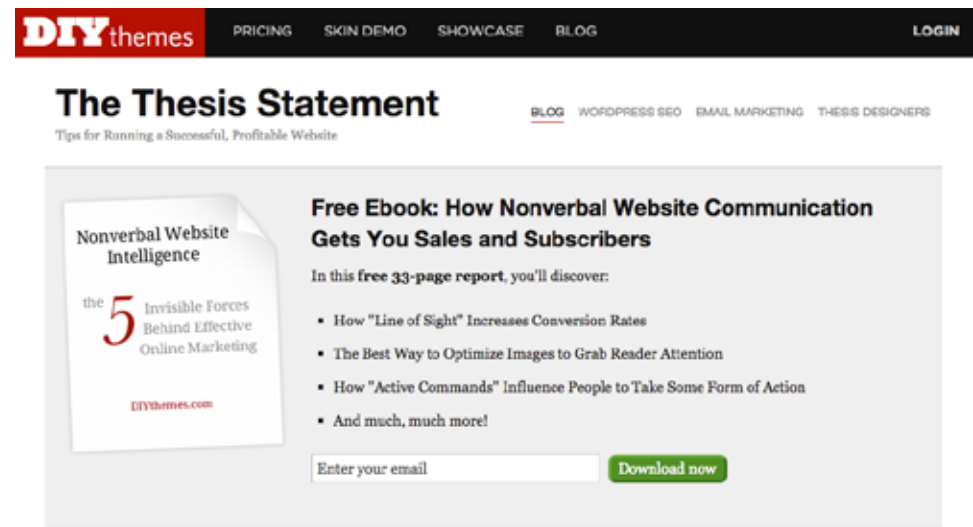 DIYthemes PRICING SKIN DEMO SHOWCASE BLOG LOGIN
The Thesis Statement
BLOG WORDPRESS SEO EMAIL MARKETING THESIS DESIGNERS
Tips for Running a Successful, Profitable Website
Nonverbal Website
Intelligence
the 5 Invisible Forces
Behind Effective
Online Marketing
DIYthemes.com
Free Ebook: How Nonverbal Website Communication
Gets You Sales and Subscribers
In this free 33-page report, you'll discover:
▪ How "Line of Sight" Increases Conversion Rates
▪ The Best Way to Optimize Images to Grab Reader Attention
▪ How "Active Commands" Influence People to Take Some Form of Action
▪ And much, much more!
Enter your email Download now